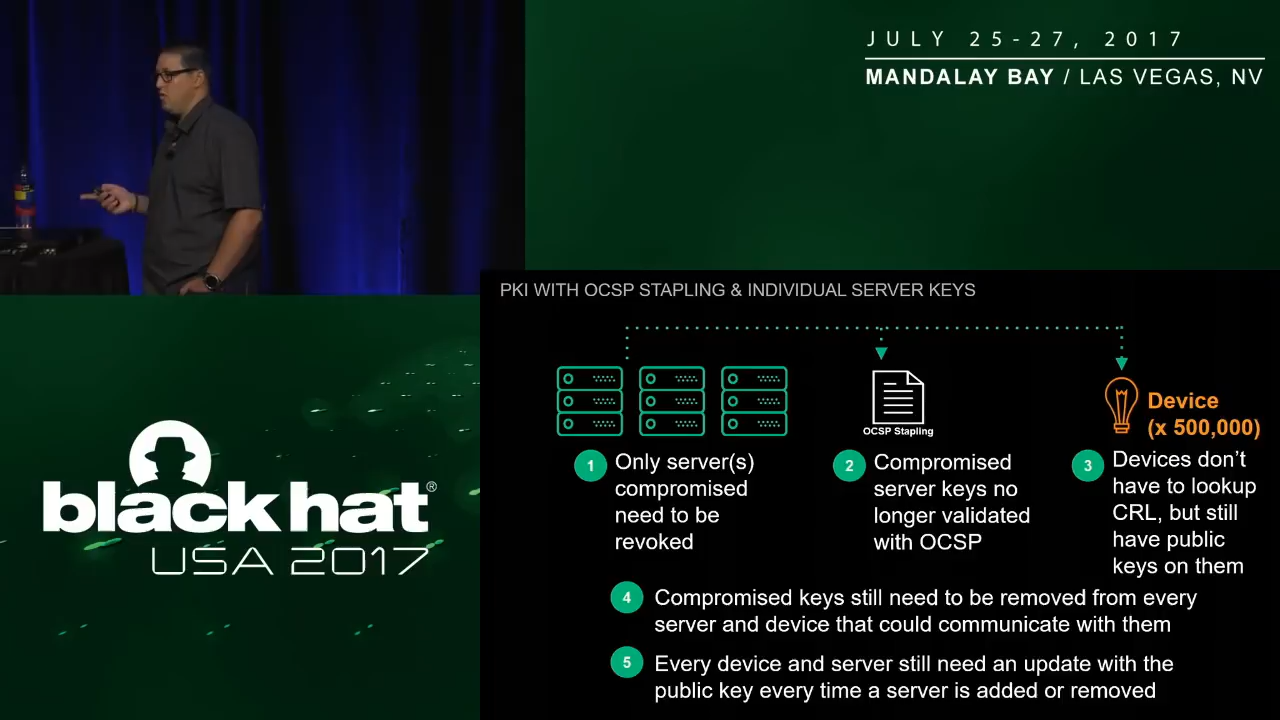 JULY 25-27, 2017
MANDALAY BAY / LAS VEGAS, NV
PKI WITH OCSP STAPLING & INDIVIDUAL SERVER KEYS
OCSP Stapling
Device
(x 500,000)
1
Only server(s)
compromised
need to be
revoked
2
Compromised
server keys no
longer validated
with OCSP
3
Devices don't
have to lookup
CRL, but still
have public
keys on them
4
Compromised keys still need to be removed from every
server and device that could communicate with them
5
Every device and server still need an update with the
public key every time a server is added or removed
black hat®
USA 2017